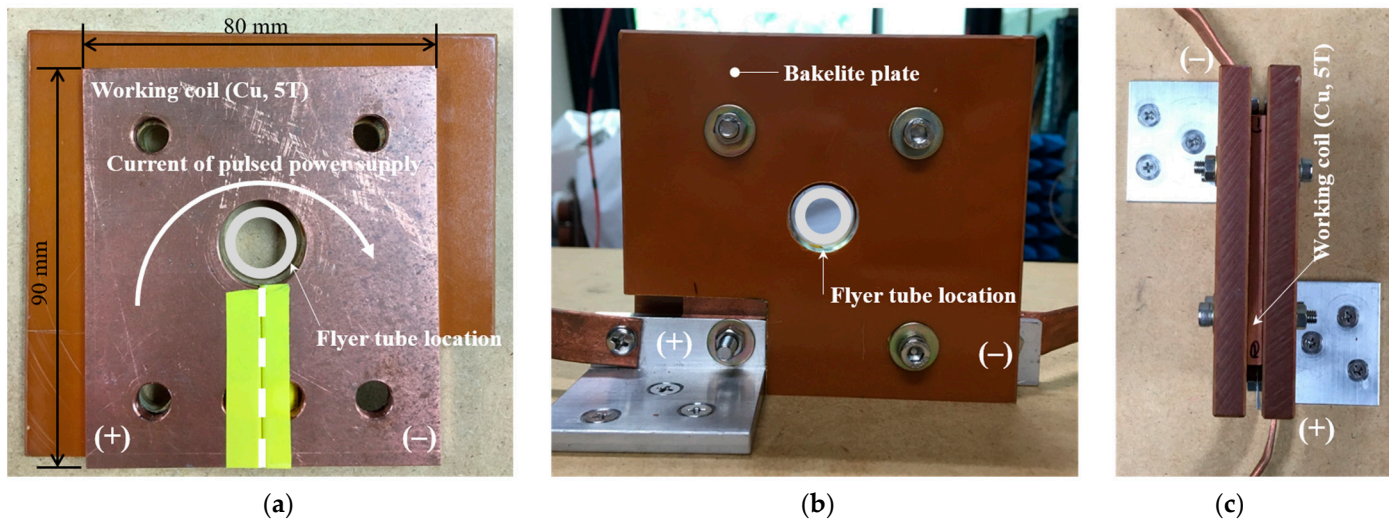 80 mm
Working coil (Cu, 5T)
Current of pulsed power supply
90 mm
Flyer tube location
(+)
(−)
(a)
Bakelite plate
Flyer tube location
(+)
(−)
(b)
(−)
Working coil (Cu, 5T)
(+)
(c)